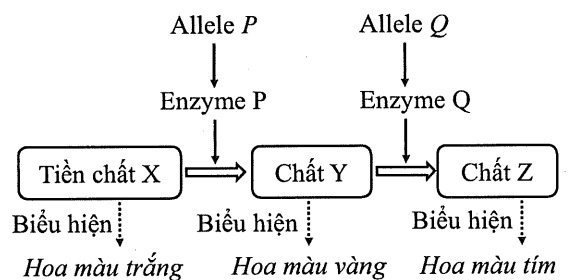 Allele P Allele Q
Enzyme P Enzyme Q
Tiền chất X Chất Y Chất Z
Biểu hiện Biểu hiện Biểu hiện
Hoa màu trắng Hoa màu vàng Hoa màu tím